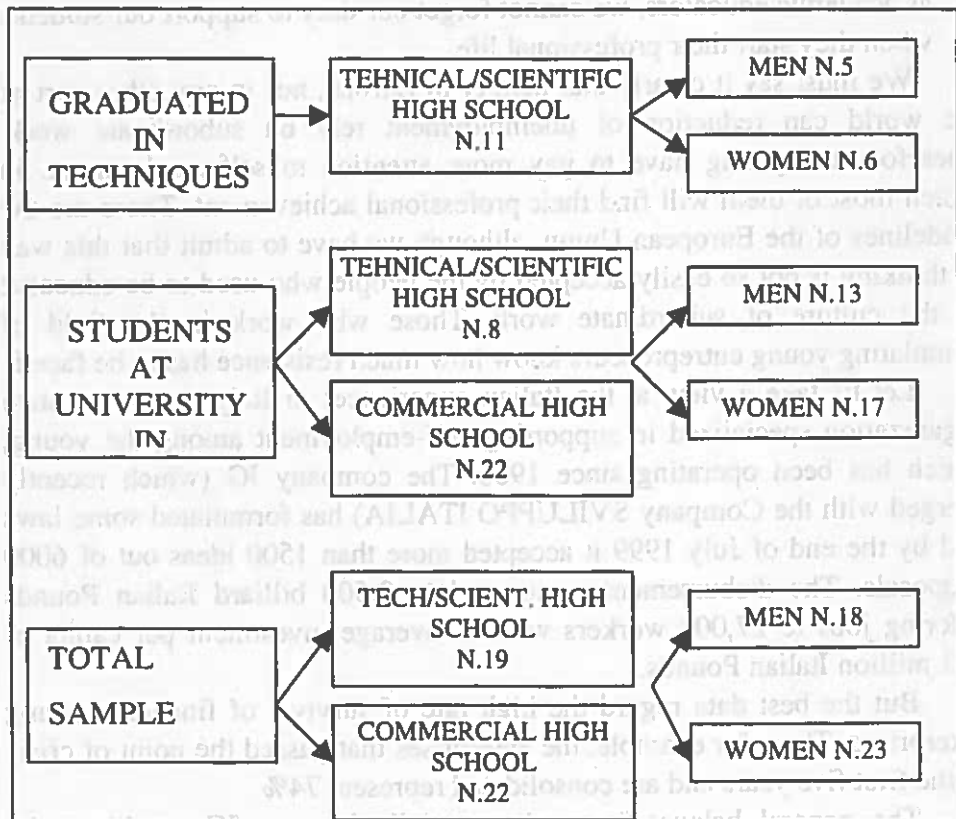 GRADUATED
IN
TECHNIQUES
TEHNICAL/SCIENTIFIC
HIGH SCHOOL
N.11
MEN N.5
WOMEN N.6
STUDENTS
AT
UNIVERSITY
IN
TEHNICAL/SCIENTIFIC
HIGH SCHOOL
N.8
COMMERCIAL HIGH
SCHOOL
N.22
MEN N.13
WOMEN N.17
TOTAL
SAMPLE
TECH/SCIENT, HIGH
SCHOOL
N.19
COMMERCIAL HIGH
SCHOOL
N.22
MEN N.18
WOMEN N.23